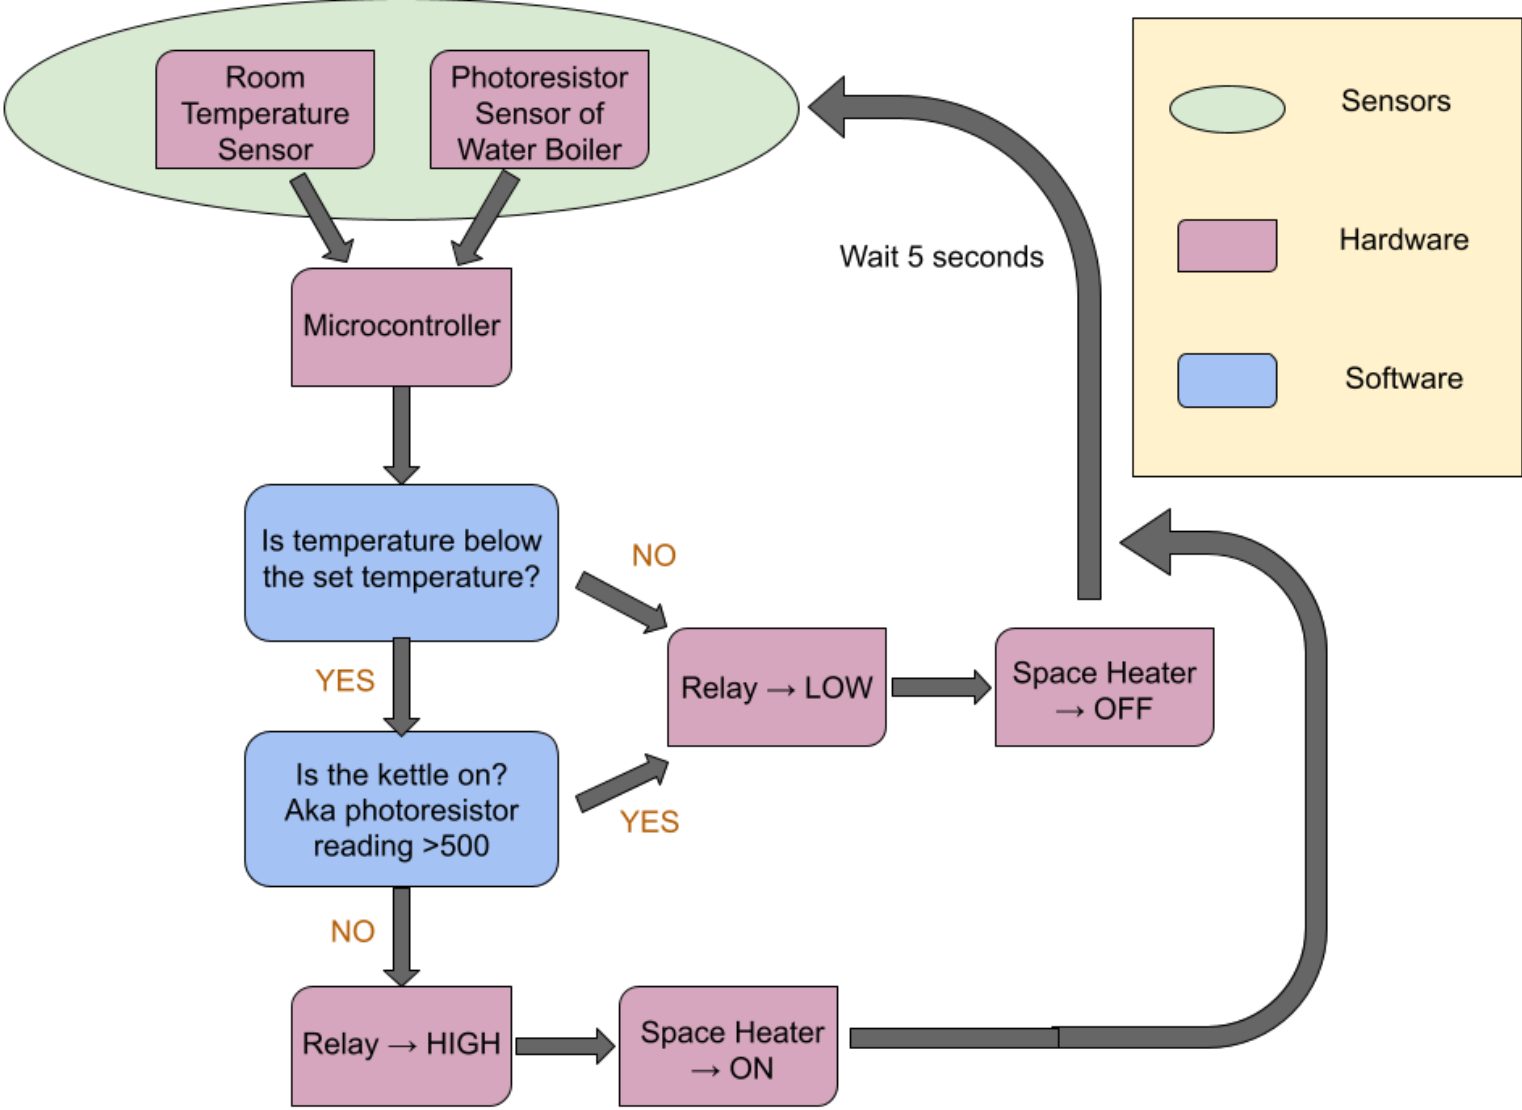 Room
Temperature
Sensor
Photoresistor
Sensor of
Water Boiler
Sensors
Hardware
Software
Wait 5 seconds
Microcontroller
Is temperature below
the set temperature?
NO
YES
Relay → LOW
Space Heater
→ OFF
Is the kettle on?
Aka photoresistor
reading >500
YES
NO
Relay → HIGH
Space Heater
→ ON